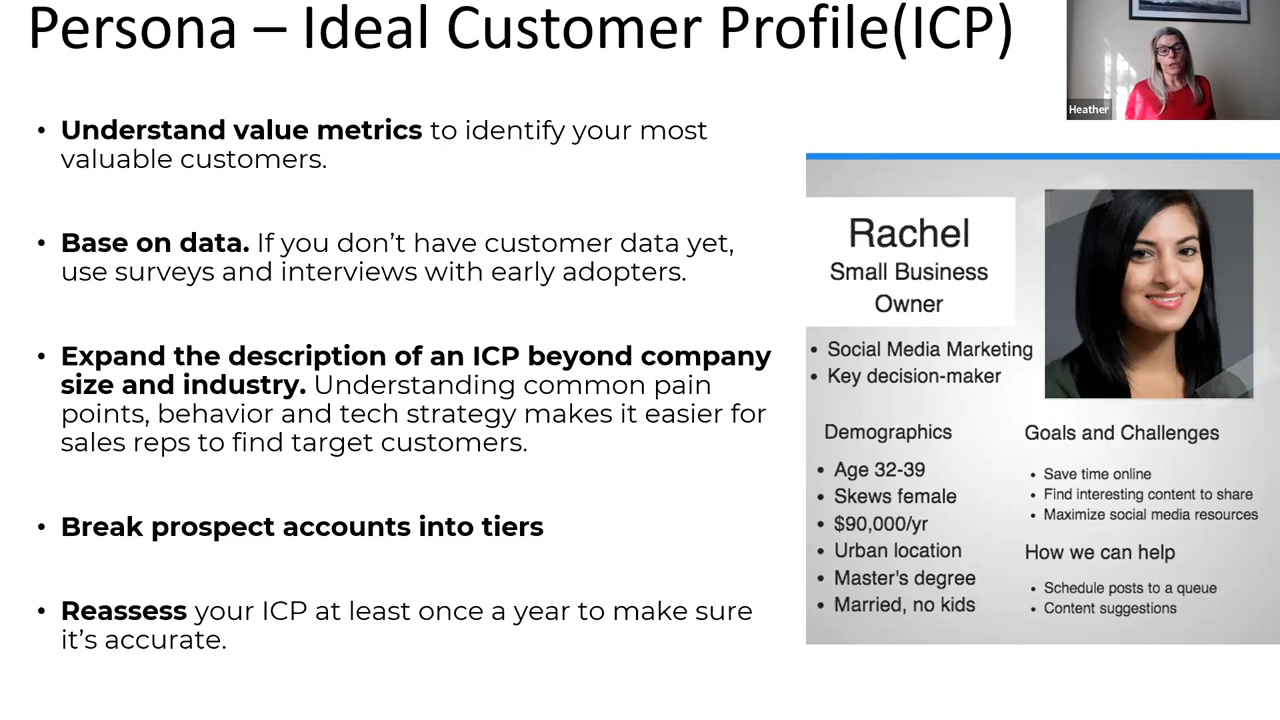 Persona – Ideal Customer Profile(ICP)
Heather
• Understand value metrics to identify your most
valuable customers.
• Base on data. If you don’t have customer data yet,
use surveys and interviews with early adopters.
• Expand the description of an ICP beyond company
size and industry. Understanding common pain
points, behavior and tech strategy makes it easier for
sales reps to find target customers.
• Break prospect accounts into tiers
• Reassess your ICP at least once a year to make sure
it’s accurate.
Rachel
Small Business
Owner
• Social Media Marketing
• Key decision-maker
Demographics
• Age 32-39
• Skews female
• $90,000/yr
• Urban location
• Master's degree
• Married, no kids
Goals and Challenges
• Save time online
• Find interesting content to share
• Maximize social media resources
How we can help
• Schedule posts to a queue
• Content suggestions